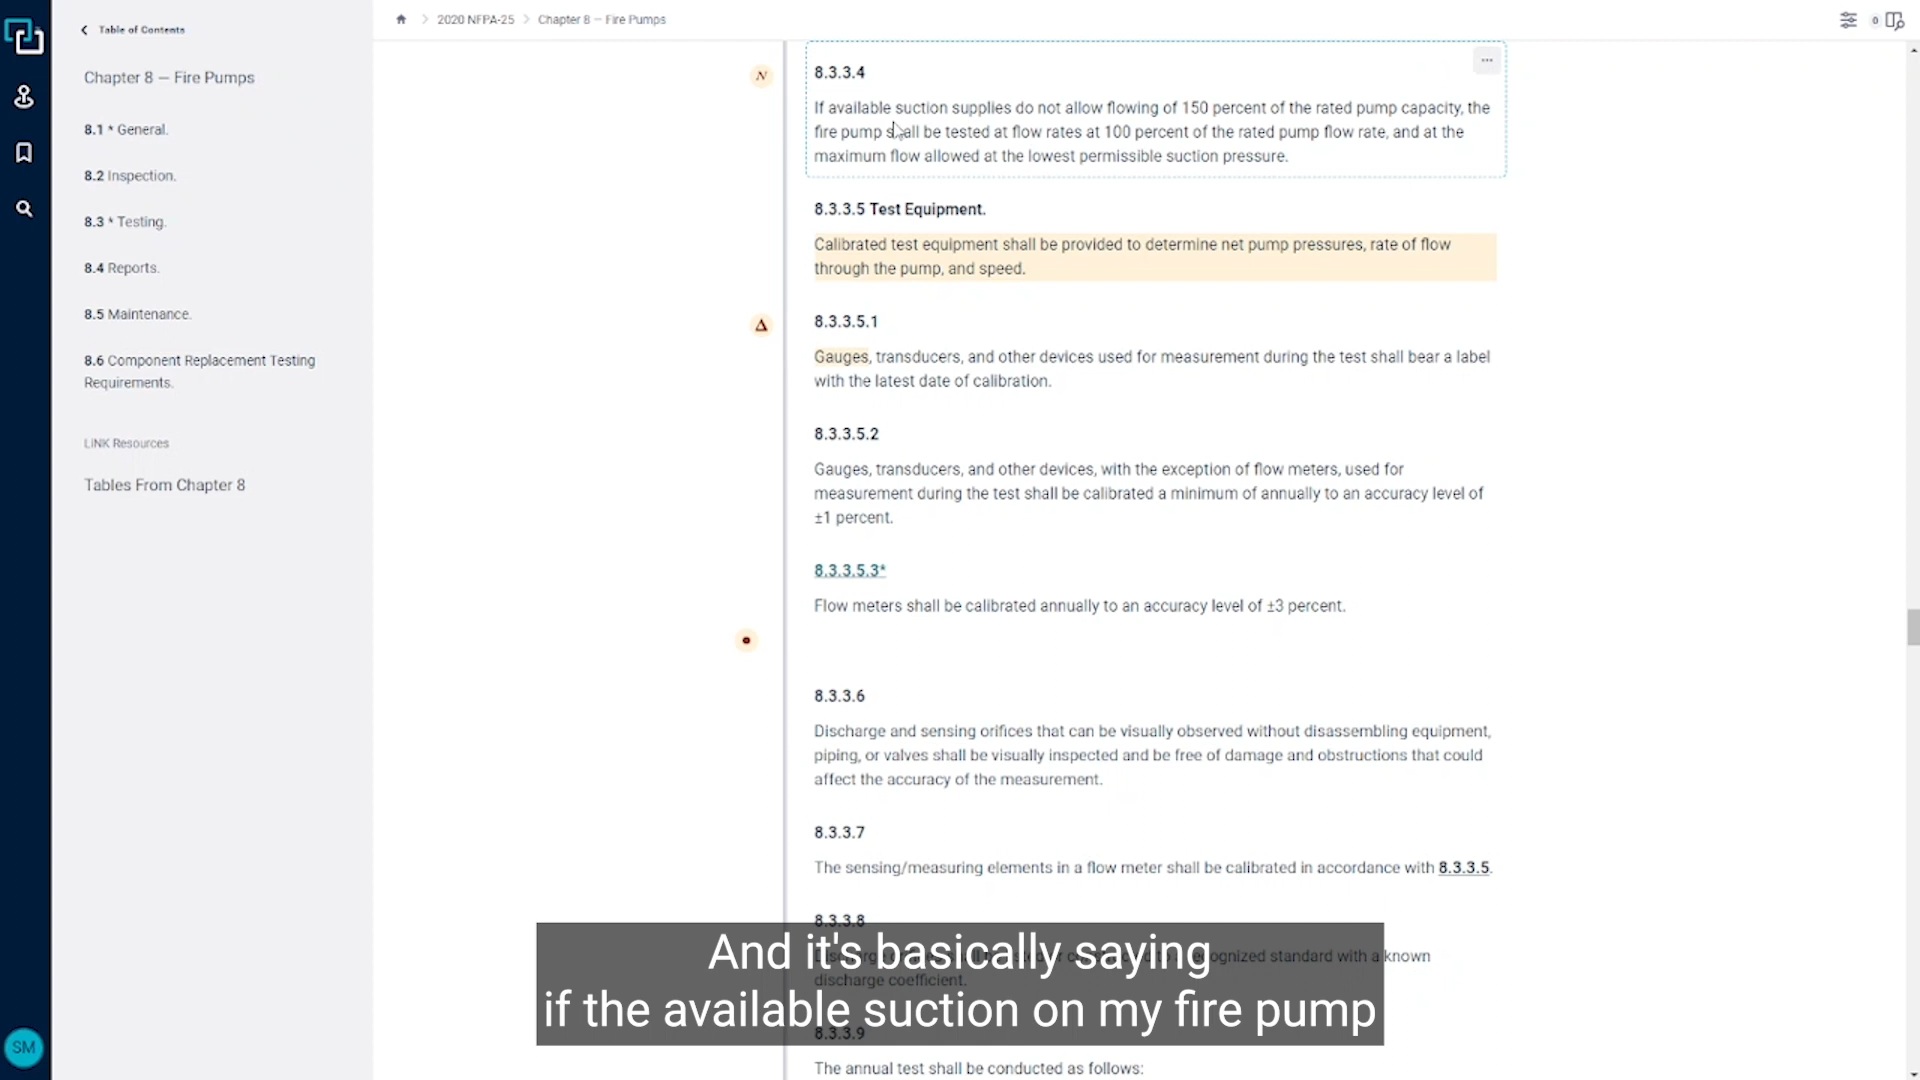 Table of Contents
Chapter 8 – Fire Pumps
8.1 * General.
8.2 Inspection.
8.3 * Testing.
8.4 Reports.
8.5 Maintenance.
8.6 Component Replacement Testing
Requirements.
LiNK Resources
Tables From Chapter 8
SM
2020 NFPA-25
Chapter 8 – Fire Pumps
0
N
8.3.3.4
If available suction supplies do not allow flowing of 150 percent of the rated pump capacity, the
fire pump shall be tested at flow rates at 100 percent of the rated pump flow rate, and at the
maximum flow allowed at the lowest permissible suction pressure.
8.3.3.5 Test Equipment.
Calibrated test equipment shall be provided to determine net pump pressures, rate of flow
through the pump, and speed.
Δ
8.3.3.5.1
Gauges, transducers, and other devices used for measurement during the test shall bear a label
with the latest date of calibration.
8.3.3.5.2
Gauges, transducers, and other devices, with the exception of flow meters, used for
measurement during the test shall be calibrated a minimum of annually to an accuracy level of
±1 percent.
8.3.3.5.3*
Flow meters shall be calibrated annually to an accuracy level of ±3 percent.
8.3.3.6
Discharge and sensing orifices that can be visually observed without disassembling equipment,
piping, or valves shall be visually inspected and be free of damage and obstructions that could
affect the accuracy of the measurement.
8.3.3.7
The sensing/measuring elements in a flow meter shall be calibrated in accordance with 8.3.3.5.
8.3.3.8
ognized standard with a known
discharge coefficient.
8.3.3.9
The annual test shall be conducted as follows:
And it's basically saying
if the available suction on my fire pump